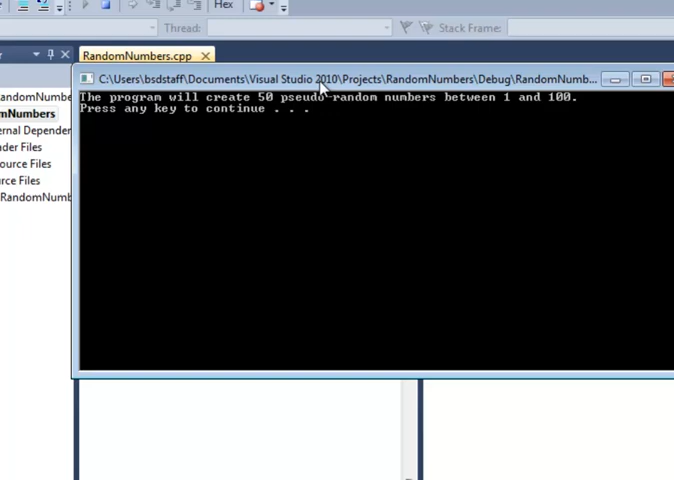 Hex
Thread:
Stack Frame:
RandomNumbers.cpp
C:\Users\bsdstaff\Documents\Visual Studio 2010\Projects\RandomNumbers\Debug\RandomNumb...
The program will create 50 pseudo-random numbers between 1 and 100.
Press any key to continue . . .
andomNumbe
mNumbers
ernal Depender
der Files
ource Files
rce Files
RandomNumb